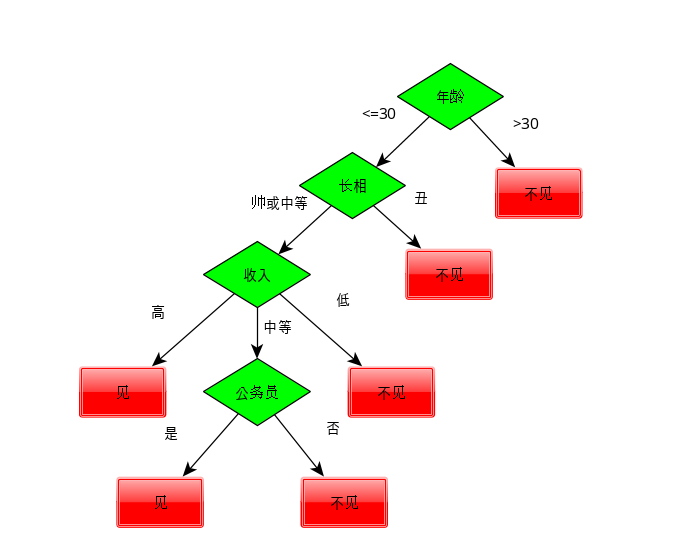 年龄
<=30
>30
长相
不见
帅或中等
丑
收入
不见
高
中等
低
见
公务员
不见
是
否
见
不见